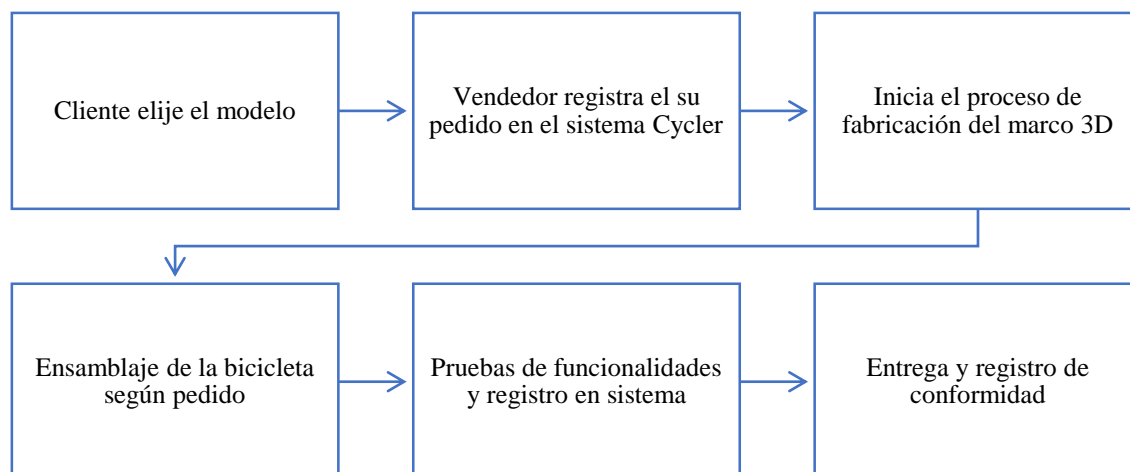 Cliente elije el modelo
Vendedor registra el su
pedido en el sistema Cycler
Inicia el proceso de
fabricación del marco 3D
Ensamblaje de la bicicleta
según pedido
Pruebas de funcionalidades
y registro en sistema
Entrega y registro de
conformidad